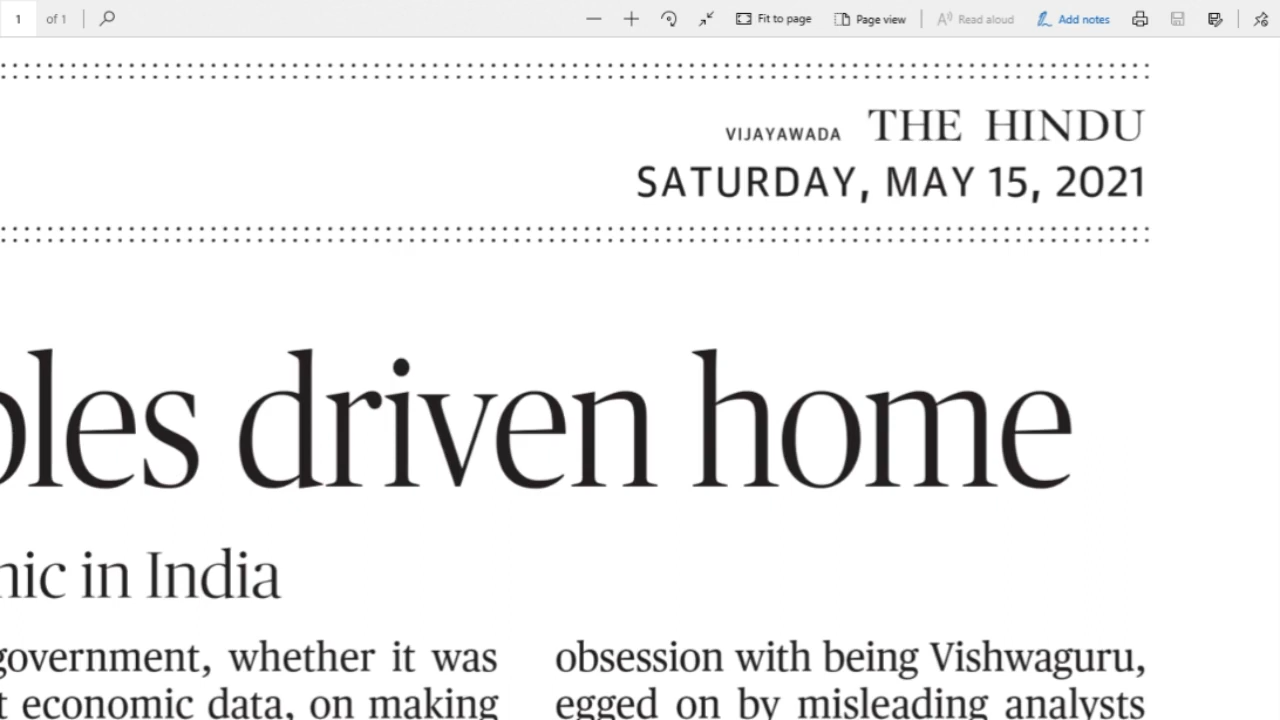 1 of 1 Fit to page Page view Read aloud Add notes
VIJAYAWADA THE HINDU
SATURDAY, MAY 15, 2021
driven home
in India
government, whether it was
economic data, on making
obsession with being Vishwaguru,
egged on by misleading analysts